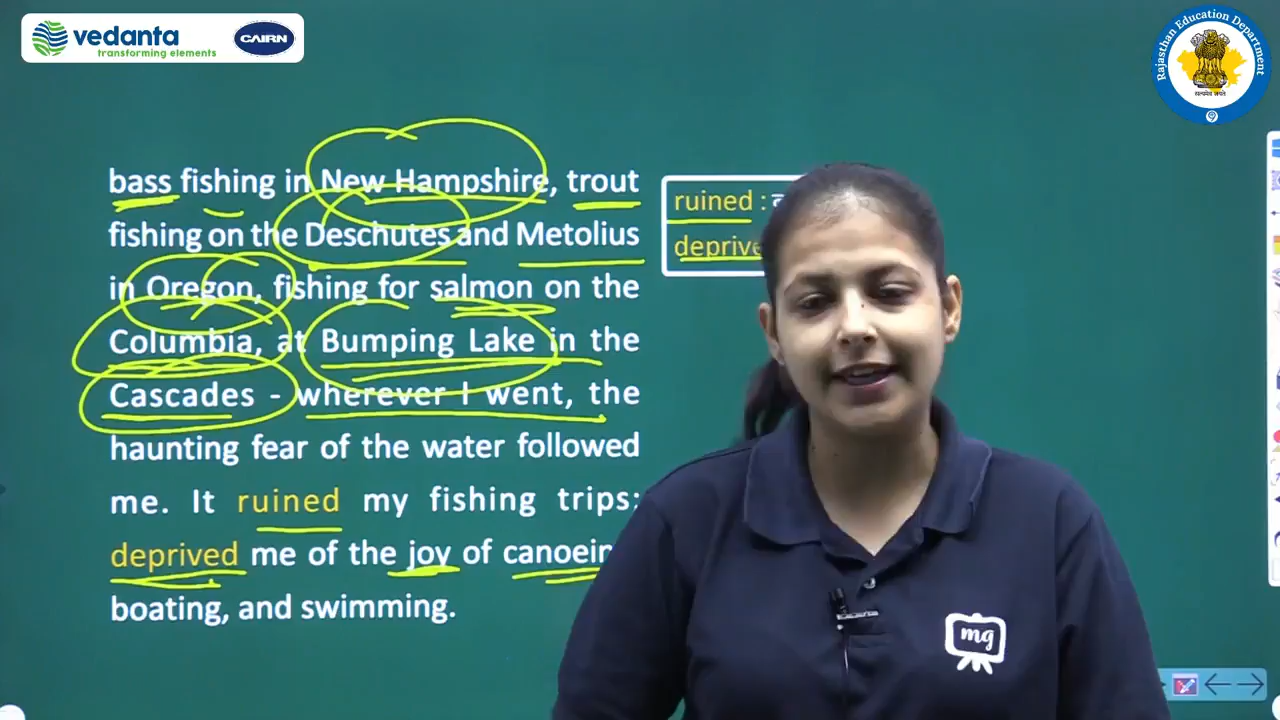 vedanta
transforming elements
CAIRN
Rajasthan Education Department
सत्यमेव जयते
bass fishing in New Hampshire, trout
fishing on the Deschutes and Metolius
in Oregon, fishing for salmon on the
Columbia, at Bumping Lake in the
Cascades - wherever I went, the
haunting fear of the water followed
me. It ruined my fishing trips;
deprived me of the joy of canoein
boating, and swimming.
ruined :
deprive
mg